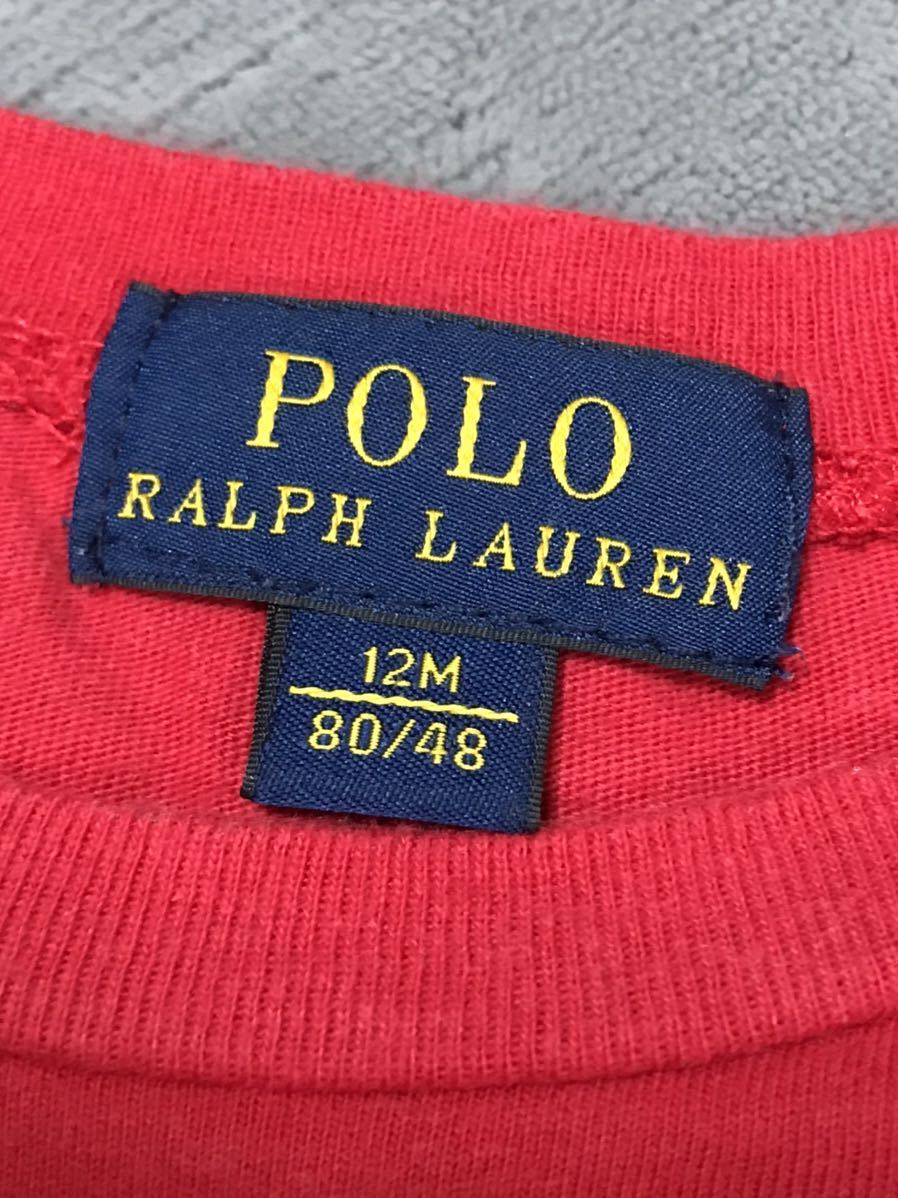 POLO
RALPH LAUREN
12M
80/48